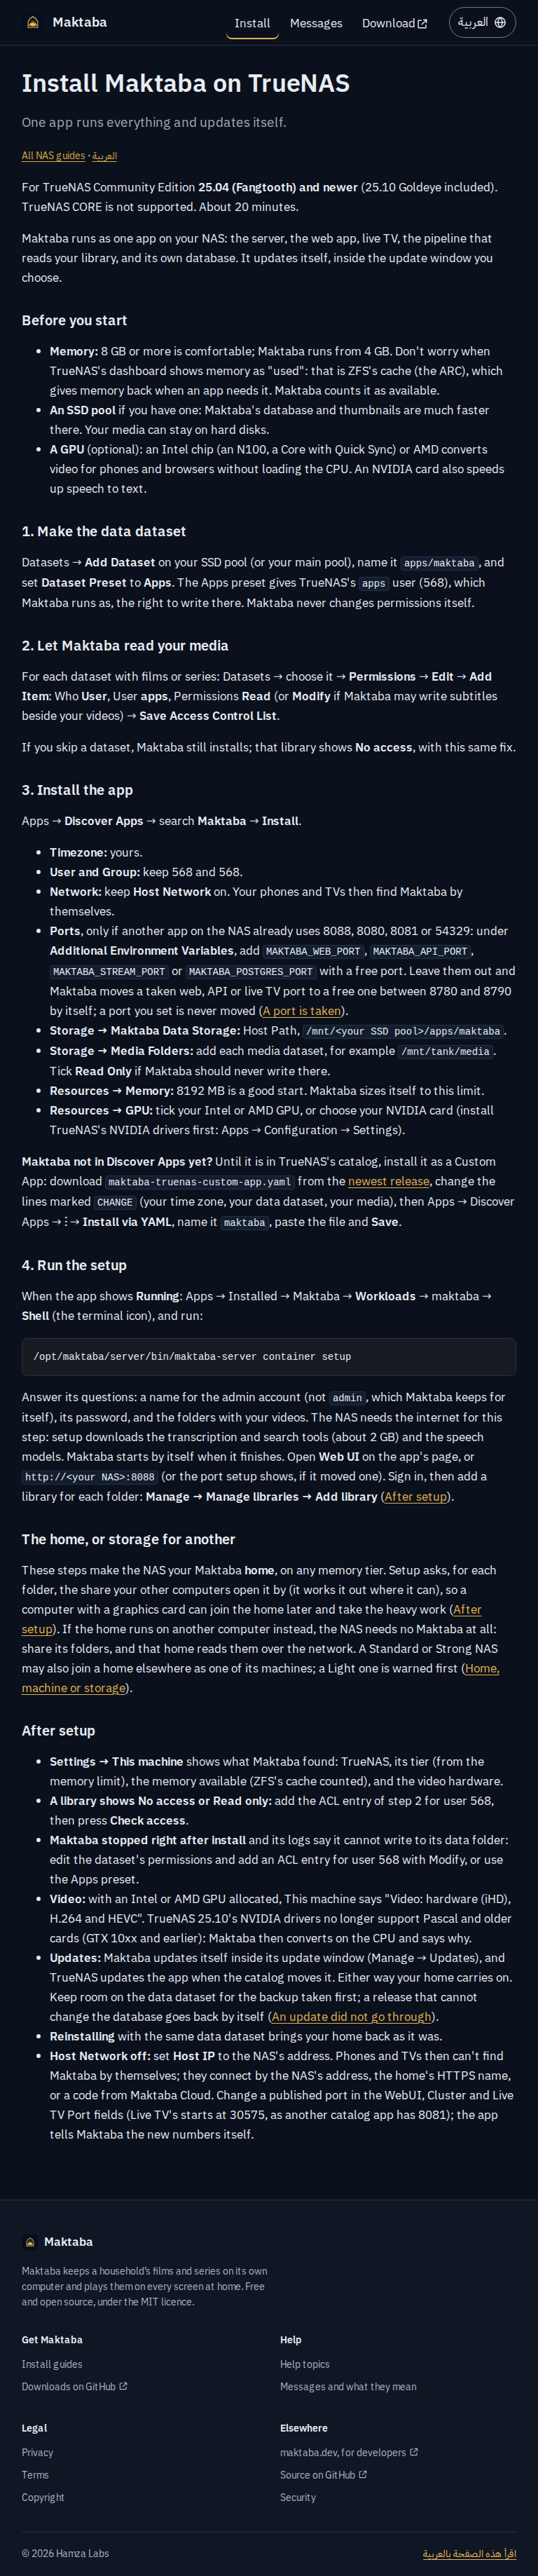 Maktaba
Install Messages Download العربية
Install Maktaba on TrueNAS
One app runs everything and updates itself.
All NAS guides · العربية
For TrueNAS Community Edition 25.04 (Fangtooth) and newer (25.10 Goldeye included).
TrueNAS CORE is not supported. About 20 minutes.
Maktaba runs as one app on your NAS: the server, the web app, live TV, the pipeline that
reads your library, and its own database. It updates itself, inside the update window you
choose.
Before you start
• Memory: 8 GB or more is comfortable; Maktaba runs from 4 GB. Don't worry when
TrueNAS's dashboard shows memory as "used": that is ZFS's cache (the ARC), which
gives memory back when an app needs it. Maktaba counts it as available.
• An SSD pool if you have one: Maktaba's database and thumbnails are much faster
there. Your media can stay on hard disks.
• A GPU (optional): an Intel chip (an N100, a Core with Quick Sync) or AMD converts
video for phones and browsers without loading the CPU. An NVIDIA card also speeds
up speech to text.
1. Make the data dataset
Datasets → Add Dataset on your SSD pool (or your main pool), name it apps/maktaba, and
set Dataset Preset to Apps. The Apps preset gives TrueNAS's apps user (568), which
Maktaba runs as, the right to write there. Maktaba never changes permissions itself.
2. Let Maktaba read your media
For each dataset with films or series: Datasets → choose it → Permissions → Edit → Add
Item: Who User, User apps, Permissions Read (or Modify if Maktaba may write subtitles
beside your videos) → Save Access Control List.
If you skip a dataset, Maktaba still installs; that library shows No access, with this same fix.
3. Install the app
Apps → Discover Apps → search Maktaba → Install.
• Timezone: yours.
• User and Group: keep 568 and 568.
• Network: keep Host Network on. Your phones and TVs then find Maktaba by
themselves.
• Ports, only if another app on the NAS already uses 8088, 8080, 8081 or 54329: under
Additional Environment Variables, add MAKTABA_WEB_PORT, MAKTABA_API_PORT,
MAKTABA_STREAM_PORT or MAKTABA_POSTGRES_PORT with a free port. Leave them out and
Maktaba moves a taken web, API or live TV port to a free one between 8780 and 8790
by itself; a port you set is never moved (A port is taken).
• Storage → Maktaba Data Storage: Host Path, /mnt/<your SSD pool>/apps/maktaba.
• Storage → Media Folders: add each media dataset, for example /mnt/tank/media.
Tick Read Only if Maktaba should never write there.
• Resources → Memory: 8192 MB is a good start. Maktaba sizes itself to this limit.
• Resources → GPU: tick your Intel or AMD GPU, or choose your NVIDIA card (install
TrueNAS's NVIDIA drivers first: Apps → Configuration → Settings).
Maktaba not in Discover Apps yet? Until it is in TrueNAS's catalog, install it as a Custom
App: download maktaba-truenas-custom-app.yaml from the newest release, change the
lines marked CHANGE (your time zone, your data dataset, your media), then Apps → Discover
Apps → ⋮ → Install via YAML, name it maktaba, paste the file and Save.
4. Run the setup
When the app shows Running: Apps → Installed → Maktaba → Workloads → maktaba →
Shell (the terminal icon), and run:
/opt/maktaba/server/bin/maktaba-server container setup
Answer its questions: a name for the admin account (not admin, which Maktaba keeps for
itself), its password, and the folders with your videos. The NAS needs the internet for this
step: setup downloads the transcription and search tools (about 2 GB) and the speech
models. Maktaba starts by itself when it finishes. Open Web UI on the app's page, or
http://<your NAS>:8088 (or the port setup shows, if it moved one). Sign in, then add a
library for each folder: Manage → Manage libraries → Add library (After setup).
The home, or storage for another
These steps make the NAS your Maktaba home, on any memory tier. Setup asks, for each
folder, the share your other computers open it by (it works it out where it can), so a
computer with a graphics card can join the home later and take the heavy work (After
setup). If the home runs on another computer instead, the NAS needs no Maktaba at all:
share its folders, and that home reads them over the network. A Standard or Strong NAS
may also join a home elsewhere as one of its machines; a Light one is warned first (Home,
machine or storage).
After setup
• Settings → This machine shows what Maktaba found: TrueNAS, its tier (from the
memory limit), the memory available (ZFS's cache counted), and the video hardware.
• A library shows No access or Read only: add the ACL entry of step 2 for user 568,
then press Check access.
• Maktaba stopped right after install and its logs say it cannot write to its data folder:
edit the dataset's permissions and add an ACL entry for user 568 with Modify, or use
the Apps preset.
• Video: with an Intel or AMD GPU allocated, This machine says "Video: hardware (iHD),
H.264 and HEVC". TrueNAS 25.10's NVIDIA drivers no longer support Pascal and older
cards (GTX 10xx and earlier): Maktaba then converts on the CPU and says why.
• Updates: Maktaba updates itself inside its update window (Manage → Updates), and
TrueNAS updates the app when the catalog moves it. Either way your home carries on.
Keep room on the data dataset for the backup taken first; a release that cannot
change the database goes back by itself (An update did not go through).
• Reinstalling with the same data dataset brings your home back as it was.
• Host Network off: set Host IP to the NAS's address. Phones and TVs then can't find
Maktaba by themselves; they connect by the NAS's address, the home's HTTPS name,
or a code from Maktaba Cloud. Change a published port in the WebUI, Cluster and Live
TV Port fields (Live TV's starts at 30575, as another catalog app has 8081); the app
tells Maktaba the new numbers itself.
Maktaba
Maktaba keeps a household's films and series on its own
computer and plays them on every screen at home. Free
and open source, under the MIT licence.
Get Maktaba
Install guides
Downloads on GitHub
Help
Help topics
Messages and what they mean
Legal
Privacy
Terms
Copyright
Elsewhere
maktaba.dev, for developers
Source on GitHub
Security
© 2026 Hamza Labs
اقرأ هذه الصفحة بالعربية